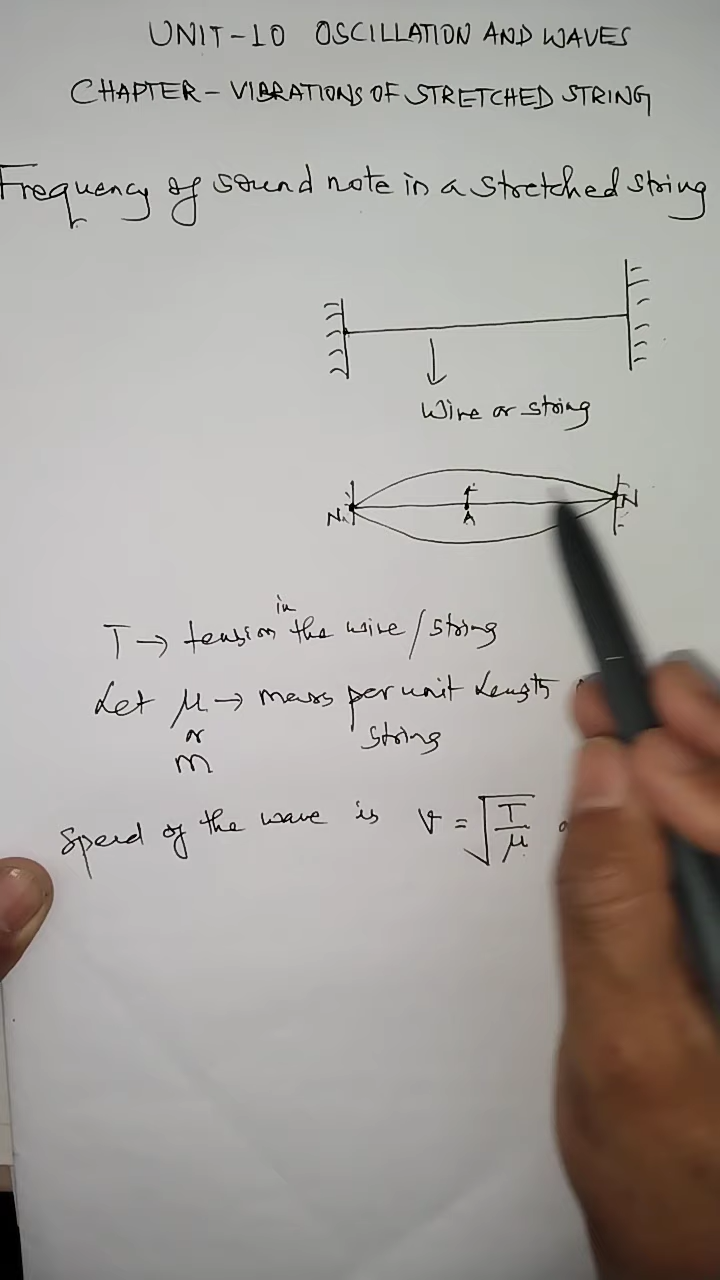 UNIT-10 OSCILLATION AND WAVES
CHAPTER - VIBRATIONS OF STRETCHED STRING
Frequency of sound note in a stretched string
Wire or string
N A N
T → tension in the wire/string
Let μ → mass per unit length
or string
m
Speed of the wave is v = √(T/μ)